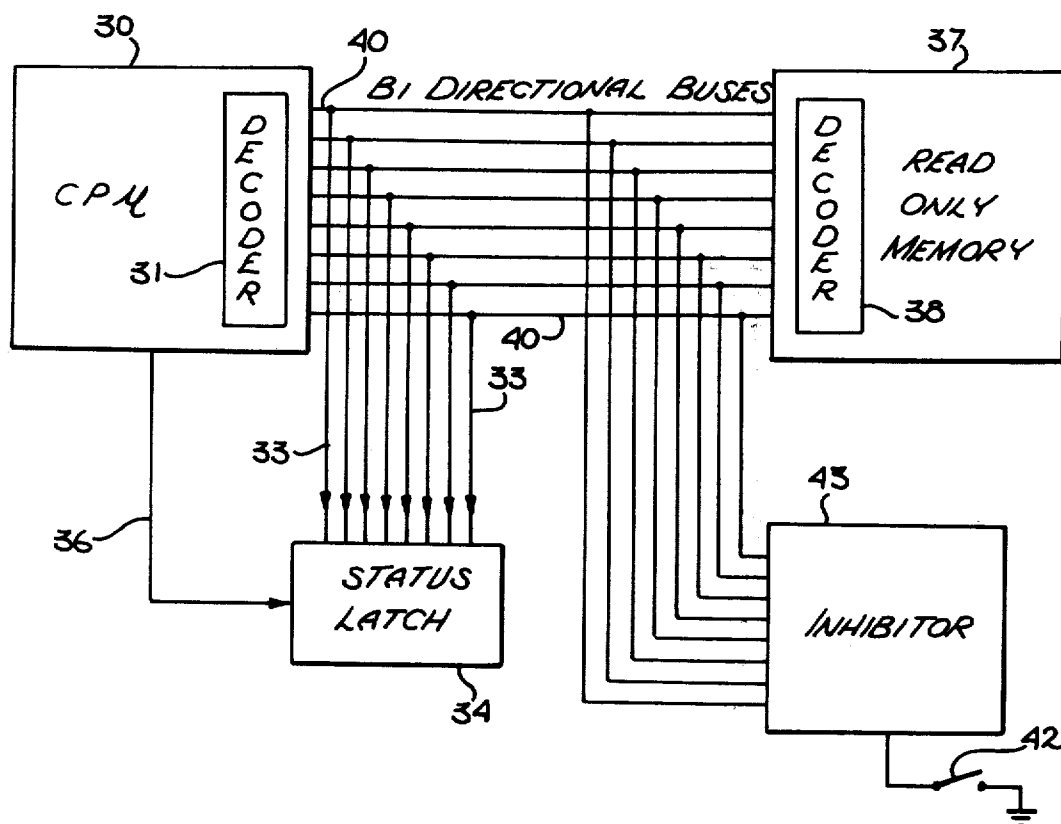 30
40
37
BI DIRECTIONAL BUSES
CPU
DECODER
31
DECODER
READ
ONLY
MEMORY
38
40
33
33
36
43
STATUS
LATCH
34
INHIBITOR
42